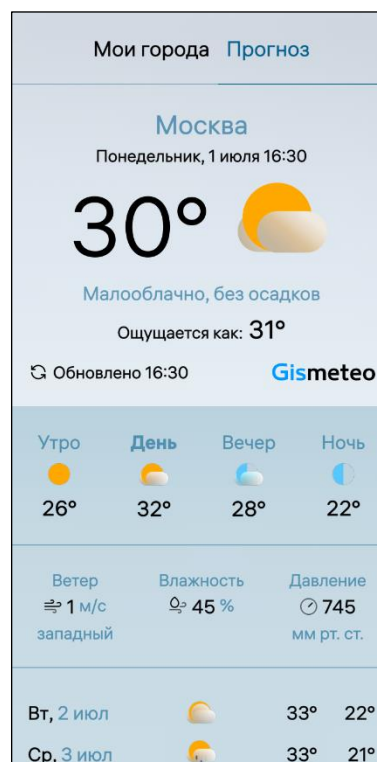 Мои города Прогноз
Москва
Понедельник, 1 июля 16:30
30°
Малооблачно, без осадков
Ощущается как: 31°
Обновлено 16:30 Gismeteo
Утро День Вечер Ночь
26° 32° 28° 22°
Ветер Влажность Давление
1 м/с 45 % 745
западный мм рт. ст.
Вт, 2 июл 33° 22°
Ср, 3 июл 33° 21°